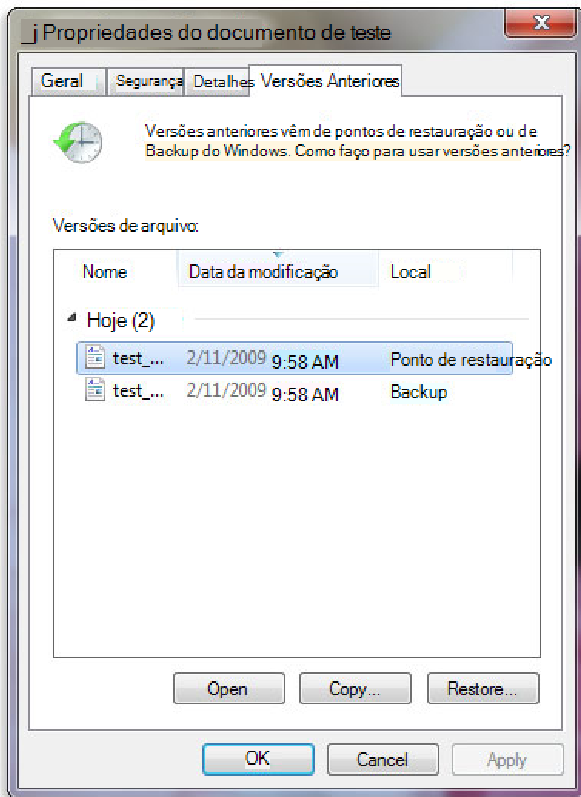 _j Propriedades do documento de teste
x
Geral Segurança Detalhes Versões Anteriores
Versões anteriores vêm de pontos de restauração ou de
Backup do Windows. Como faço para usar versões anteriores?
Versões de arquivo:
Nome Data da modificação Local
Hoje (2)
test_... 2/11/2009 9:58 AM Ponto de restauração
test_... 2/11/2009 9:58 AM Backup
Open Copy... Restore...
OK Cancel Apply